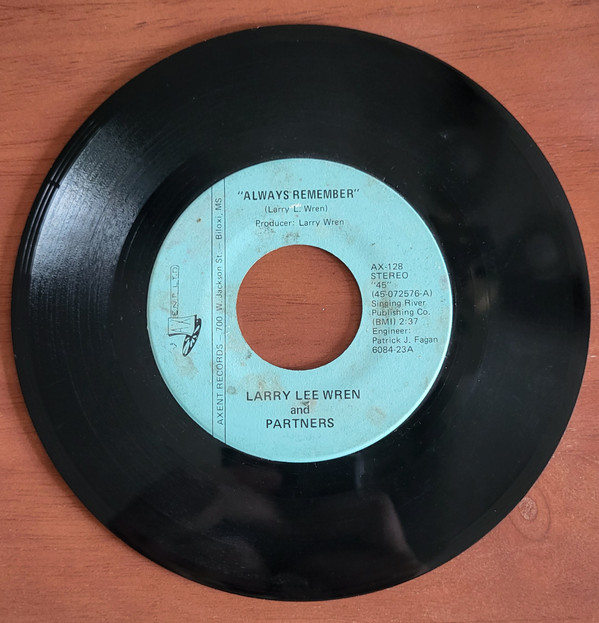 "ALWAYS REMEMBER"
(Larry L. Wren)
Producer: Larry Wren
AX-128
STEREO
"45"
(45-072576-A)
Singing River
Publishing Co.
(BMI) 2:37
Engineer:
Patrick J. Fagan
6084-23A
LARRY LEE WREN
and
PARTNERS
AXENT RECORDS - 700 W. Jackson St. - Biloxi, MS